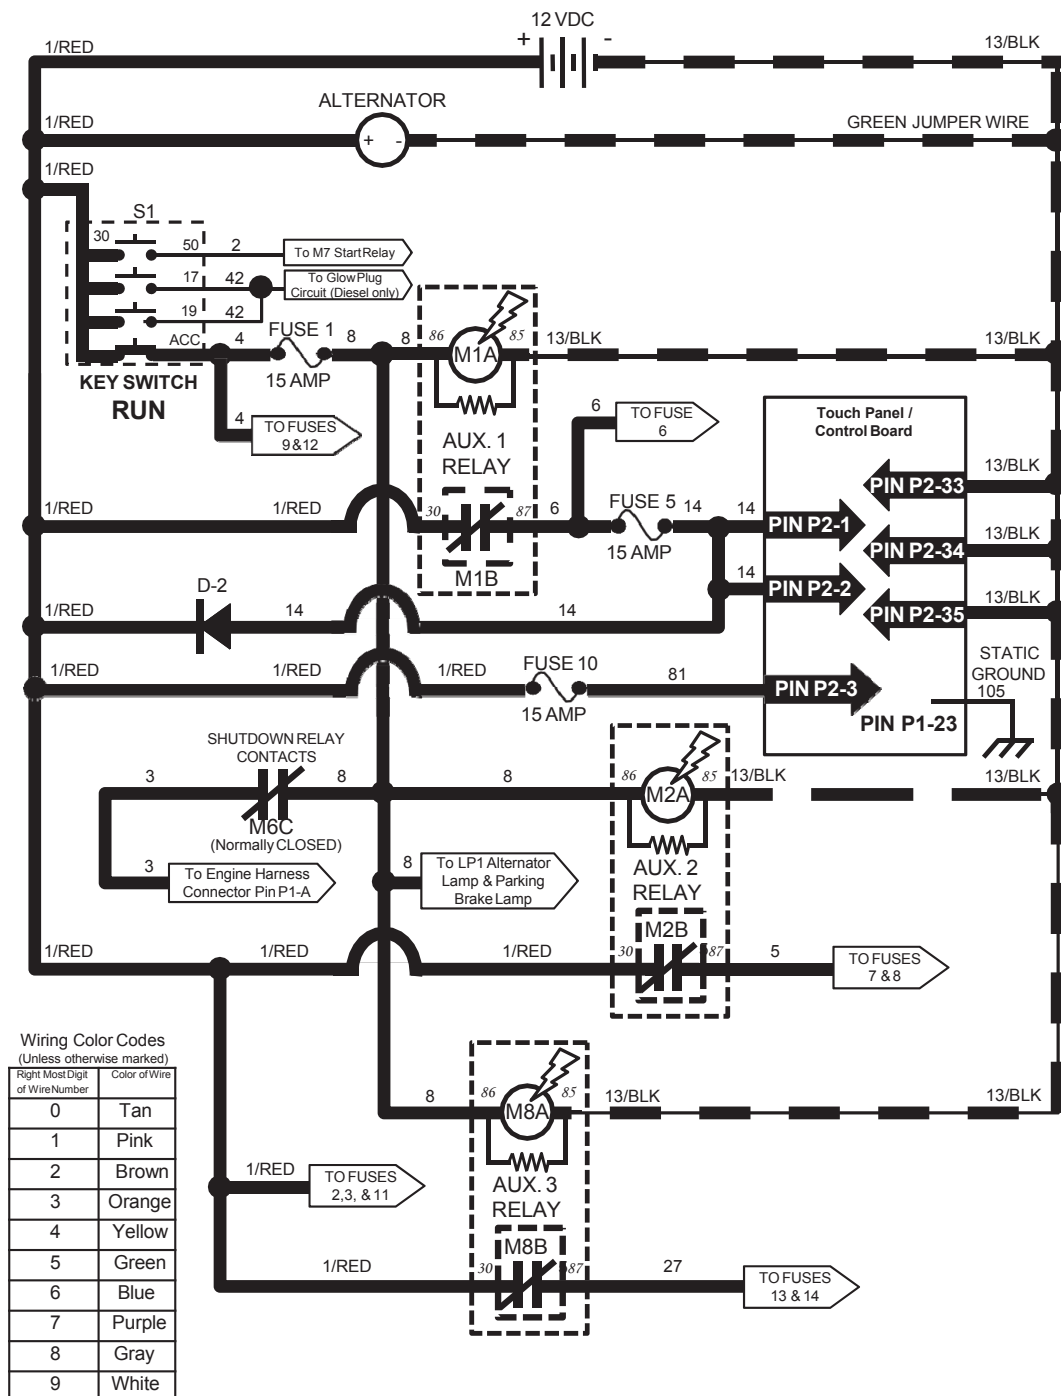 12 VDC
+ -
1/RED
13/BLK
ALTERNATOR
1/RED
+ -
GREEN JUMPER WIRE
1/RED
S1
30
50
2
To M7 Start Relay
17
42
To Glow Plug
Circuit (Diesel only)
19
42
ACC
4
FUSE 1
15 AMP
8
8
86
M1A
85
13/BLK
13/BLK
KEY SWITCH
RUN
4
TO FUSES
9 & 12
AUX. 1
RELAY
6
TO FUSE
6
Touch Panel /
Control Board
13/BLK
PIN P2-33
1/RED
1/RED
30
87
M1B
6
FUSE 5
15 AMP
14
14
PIN P2-1
13/BLK
PIN P2-34
14
PIN P2-2
13/BLK
PIN P2-35
D-2
1/RED
14
14
1/RED
1/RED
1/RED
FUSE 10
15 AMP
81
PIN P2-3
STATIC
GROUND
105
PIN P1-23
SHUTDOWN RELAY
CONTACTS
3
8
M6C
(Normally CLOSED)
8
86
M2A
85
13/BLK
13/BLK
3
To Engine Harness
Connector Pin P1-A
8
To LP1 Alternator
Lamp & Parking
Brake Lamp
AUX. 2
RELAY
M2B
1/RED
1/RED
1/RED
30
87
5
TO FUSES
7 & 8
8
86
M8A
85
13/BLK
13/BLK
1/RED
TO FUSES
2,3, & 11
AUX. 3
RELAY
M8B
1/RED
30
87
27
TO FUSES
13 & 14
Wiring Color Codes
(Unless otherwise marked)
Right Most Digit
of Wire Number
Color of Wire
0 Tan
1 Pink
2 Brown
3 Orange
4 Yellow
5 Green
6 Blue
7 Purple
8 Gray
9 White